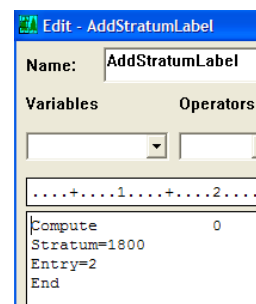 Edit - AddStratumLabel
Name: AddStratumLabel
Variables Operators
....+....1....+....2....
Compute 0
Stratum=1800
Entry=2
End